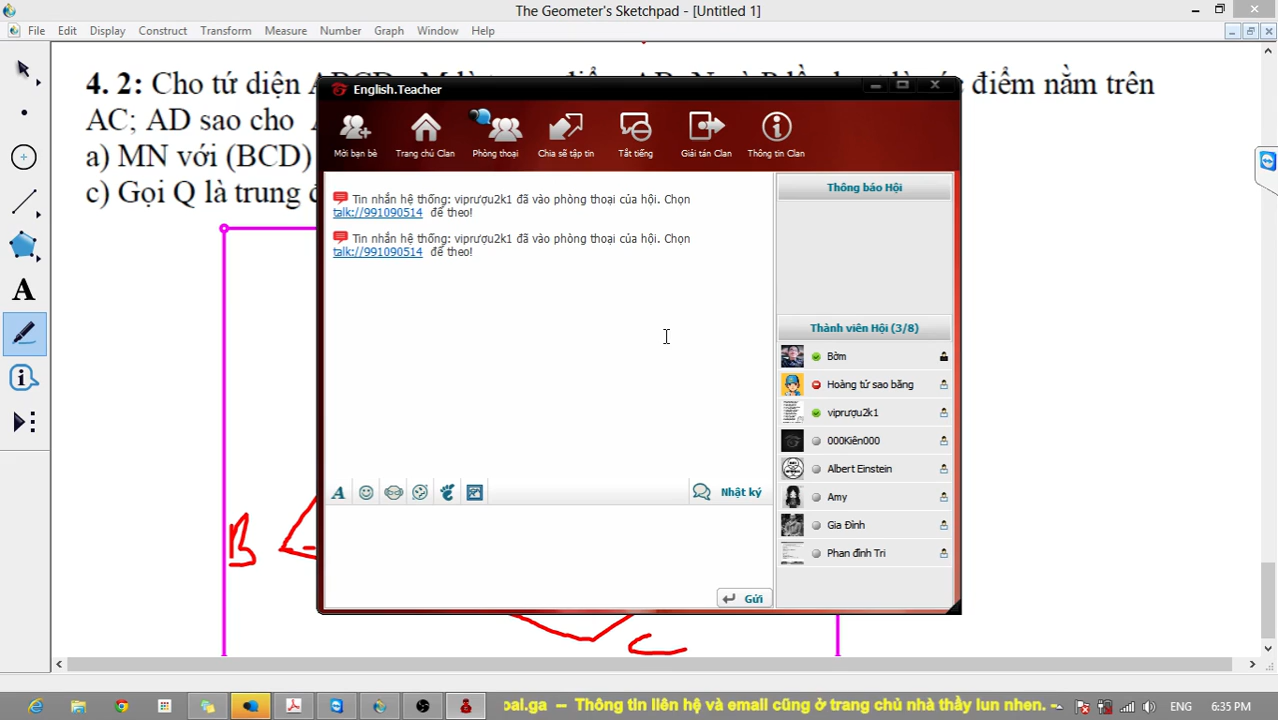 The Geometer's Sketchpad - [Untitled 1]
File Edit Display Construct Transform Measure Number Graph Window Help
4. 2: Cho tứ diện điểm nằm trên
AC; AD sao cho
a) MN với (BCD)
c) Gọi Q là trung
English.Teacher
Mời bạn bè Trang chủ Clan Phòng thoại Chia sẻ tập tin Tắt tiếng Giải tán Clan Thông tin Clan
Tin nhắn hệ thống: viprượu2k1 đã vào phòng thoại của hội. Chọn
talk://991090514 để theo!
Tin nhắn hệ thống: viprượu2k1 đã vào phòng thoại của hội. Chọn
talk://991090514 để theo!
Thông báo Hội
Thành viên Hội (3/8)
Bờm
Hoàng tử sao băng
viprượu2k1
000Kiên000
Albert Einstein
Amy
Gia Đỉnh
Phan đình Tri
A Nhật ký
Gửi
A
B
C
oal.ga -- Thông tin liên hệ và email cũng ở trang chủ nhà thầy lun nhen.
ENG 6:35 PM